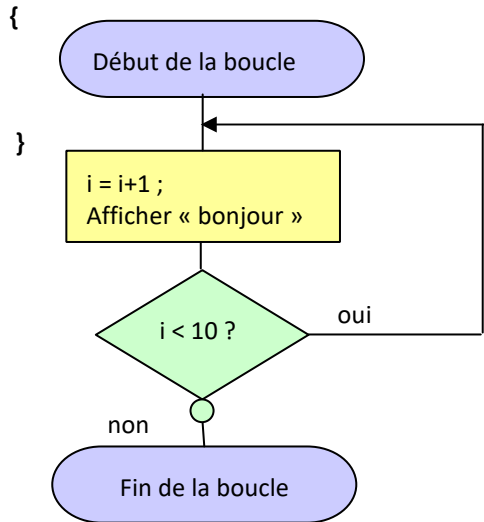 {
Début de la boucle
}
i = i+1 ;
Afficher « bonjour »
i < 10 ?
oui
non
Fin de la boucle